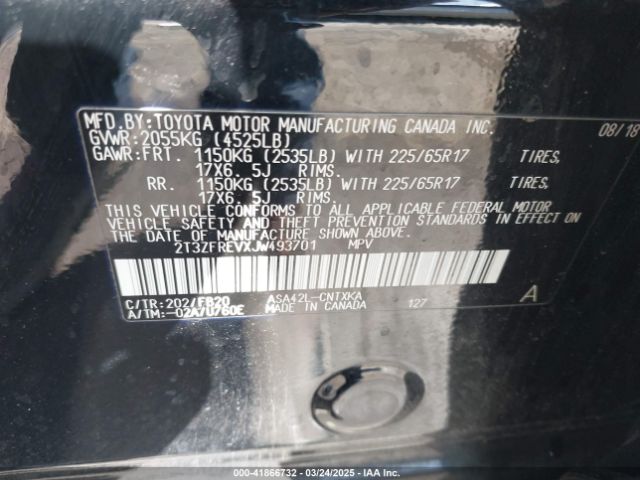 MFD.BY:TOYOTA MOTOR MANUFACTURING CANADA INC. 08/18
GVWR:2055KG (4525LB)
GAWR:FRT. 1150KG (2535LB) WITH 225/65R17 TIRES,
17X6. 5J RIMS.
RR. 1150KG (2535LB) WITH 225/65R17 TIRES,
17X6. 5J RIMS.
THIS VEHICLE CONFORMS TO ALL APPLICABLE FEDERAL MOTOR
VEHICLE SAFETY AND THEFT PREVENTION STANDARDS IN EFFECT ON
THE DATE OF MANUFACTURE SHOWN ABOVE.
2T3ZFREVXJW493701 MPV
C/TR:202/FB20 ASA42L-CNTXKA
A/TM:-02A/U760E MADE IN CANADA 127 A
000-41866732 — 03/24/2025 — IAA Inc.